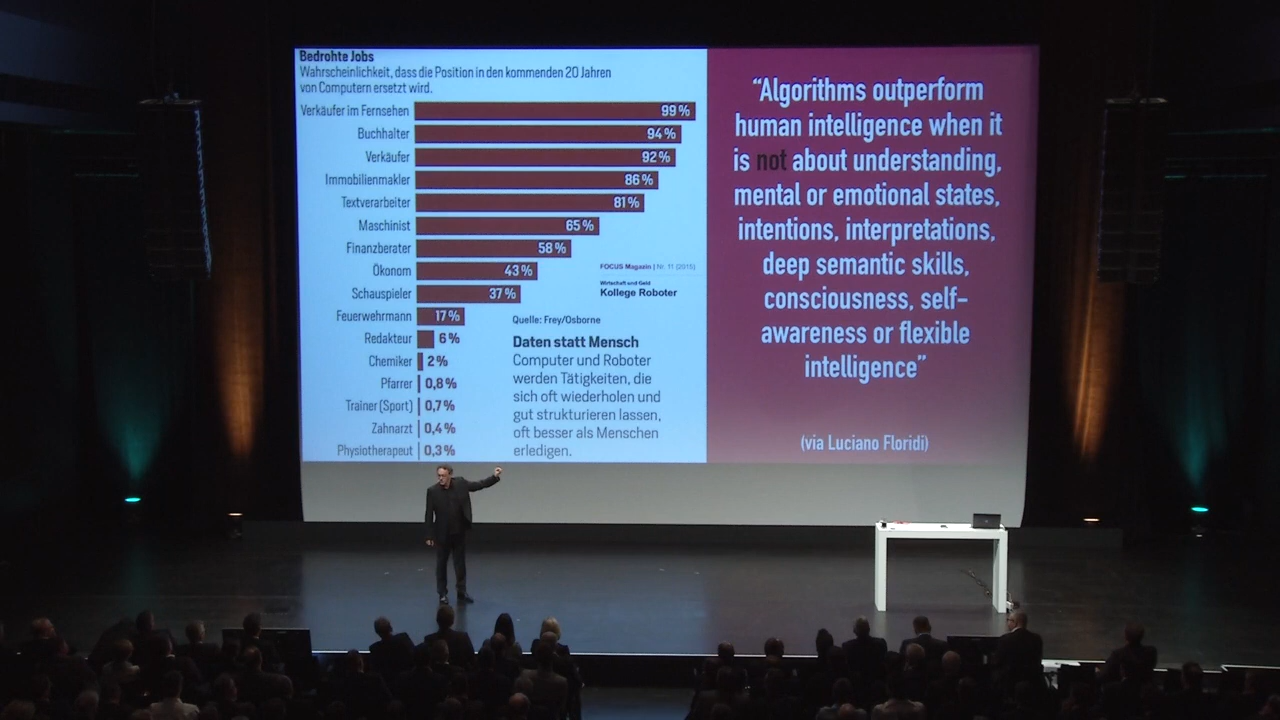 Bedrohte Jobs
Wahrscheinlichkeit, dass die Position in den kommenden 20 Jahren
von Computern ersetzt wird.
Verkäufer im Fernsehen 99 %
Buchhalter 94 %
Verkäufer 92 %
Immobilienmakler 86 %
Textverarbeiter 81 %
Maschinist 65 %
Finanzberater 58 %
Ökonom 43 %
Schauspieler 37 %
Feuerwehrmann 17 %
Redakteur 6 %
Chemiker 2 %
Pfarrer 0,8 %
Trainer (Sport) 0,7 %
Zahnarzt 0,4 %
Physiotherapeut 0,3 %
FOCUS Magazin | Nr. 11 (2015)
Wirtschaft und Geld
Kollege Roboter
Quelle: Frey/Osborne
Daten statt Mensch
Computer und Roboter
werden Tätigkeiten, die
sich oft wiederholen und
gut strukturieren lassen,
oft besser als Menschen
erledigen.
“Algorithms outperform
human intelligence when it
is not about understanding,
mental or emotional states,
intentions, interpretations,
deep semantic skills,
consciousness, self-
awareness or flexible
intelligence”
(via Luciano Floridi)